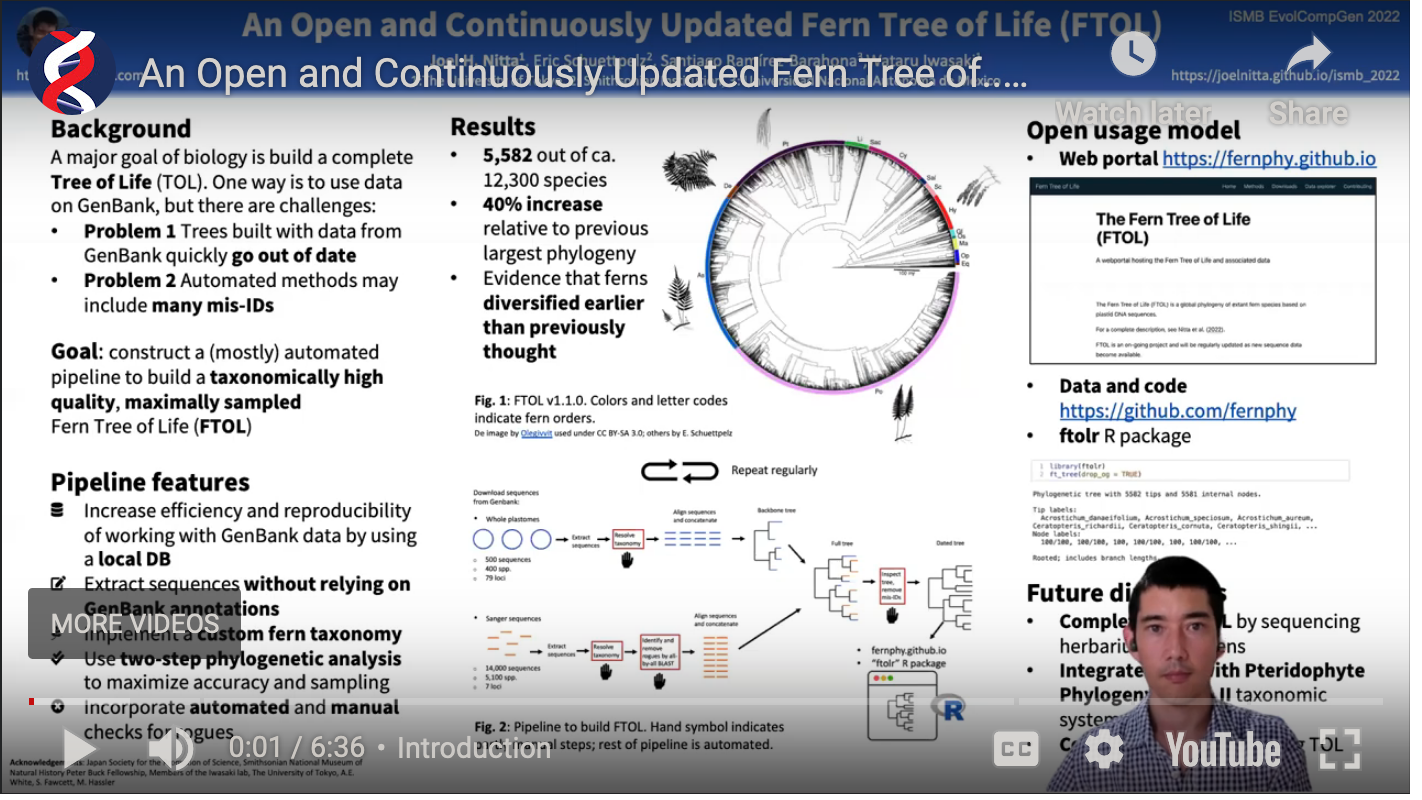 An Open and Continuously Updated Fern Tree of Life (FTOL)
ISMB EvolCompGen 2022
Joel H. Nitta¹, Eric Schuettpelz², Santiago Ramírez-Barahona³, Wataru Iwasaki¹
https://joelnitta.github.io/ismb_2022
An Open and Continuously Updated Fern Tree of ....
Watch later
Share
Background
A major goal of biology is build a complete
Tree of Life (TOL). One way is to use data
on GenBank, but there are challenges:
• Problem 1 Trees built with data from
GenBank quickly go out of date
• Problem 2 Automated methods may
include many mis-IDs
Goal: construct a (mostly) automated
pipeline to build a taxonomically high
quality, maximally sampled
Fern Tree of Life (FTOL)
Pipeline features
Increase efficiency and reproducibility
of working with GenBank data by using
a local DB
Extract sequences without relying on
GenBank annotations
MORE VIDEOS
Implement a custom fern taxonomy
Use two-step phylogenetic analysis
to maximize accuracy and sampling
Incorporate automated and manual
checks for rogues
Results
• 5,582 out of ca.
12,300 species
• 40% increase
relative to previous
largest phylogeny
• Evidence that ferns
diversified earlier
than previously
thought
Pt
Li
Sac
Cy
Sal
Sc
Hy
Gl
Os
Ma
Op
Eq
De
As
Po
Fig. 1: FTOL v1.1.0. Colors and letter codes
indicate fern orders.
De image by Olegivvit used under CC BY-SA 3.0; others by E. Schuettpelz
Repeat regularly
Download sequences
from Genbank:
• Whole plastomes
500 sequences
400 spp.
79 loci
Extract
sequences
Resolve
taxonomy
Align sequences
and concatenate
Backbone tree
Full tree
Dated tree
Inspect
tree,
remove
mis-IDs
• Sanger sequences
14,000 sequences
5,100 spp.
7 loci
Extract
sequences
Resolve
taxonomy
Identify and
remove
rogues by all-
by-all BLAST
Align sequences
and concatenate
• fernphy.github.io
• "ftolr" R package
R
Fig. 2: Pipeline to build FTOL. Hand symbol indicates
manual steps; rest of pipeline is automated.
Open usage model
• Web portal https://fernphy.github.io
Fern Tree of Life
Home Methods Downloads Data explorer Contributing
The Fern Tree of Life
(FTOL)
A webportal hosting the Fern Tree of Life and associated data
The Fern Tree of Life (FTOL) is a global phylogeny of extant fern species based on
plastid DNA sequences.
For a complete description, see Nitta et al. (2022).
FTOL is an on-going project and will be regularly updated as new sequence data
become available.
• Data and code
https://github.com/fernphy
• ftolr R package
1 library(ftolr)
2 ft_tree(drop_og = TRUE)
Phylogenetic tree with 5582 tips and 5581 internal nodes.
Tip labels:
Acrostichum_danaeifolium, Acrostichum_speciosum, Acrostichum_aureum,
Ceratopteris_richardii, Ceratopteris_cornuta, Ceratopteris_shingii, ...
Node labels:
100/100, 100/100, 100, 100/100, 100, 100/100, ...
Rooted; includes branch lengths.
Future di
• Comple L by sequencing
herbari ens
• Integrate ith Pteridophyte
Phylogen II taxonomic
system
TOL
Acknowledgem Japan Society for the of Science, Smithsonian National Museum of
Natural History Peter Buck Fellowship, Members of the Iwasaki lab, The University of Tokyo, A.E.
White, S. Fawcett, M. Hassler
0:01 / 6:36 • Introduction
CC
YouTube